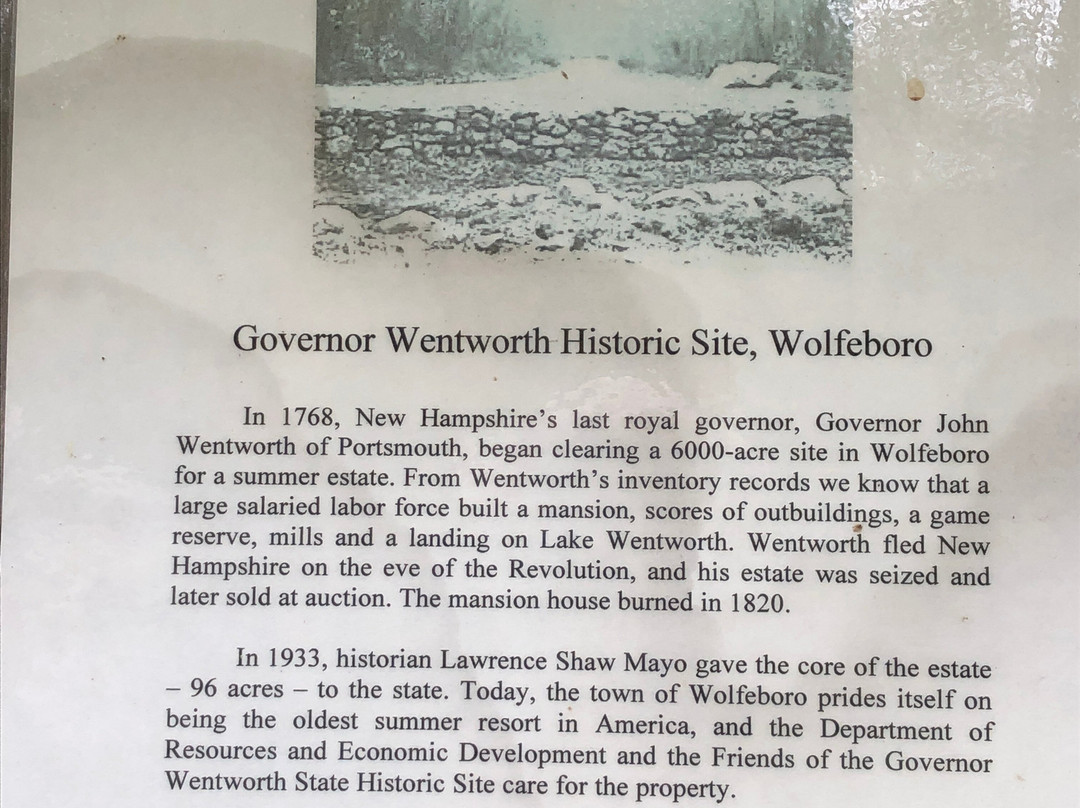 Governor Wentworth Historic Site, Wolfeboro
In 1768, New Hampshire's last royal governor, Governor John
Wentworth of Portsmouth, began clearing a 6000-acre site in Wolfeboro
for a summer estate. From Wentworth's inventory records we know that a
large salaried labor force built a mansion, scores of outbuildings, a game
reserve, mills and a landing on Lake Wentworth. Wentworth fled New
Hampshire on the eve of the Revolution, and his estate was seized and
later sold at auction. The mansion house burned in 1820.
In 1933, historian Lawrence Shaw Mayo gave the core of the estate
– 96 acres – to the state. Today, the town of Wolfeboro prides itself on
being the oldest summer resort in America, and the Department of
Resources and Economic Development and the Friends of the Governor
Wentworth State Historic Site care for the property.